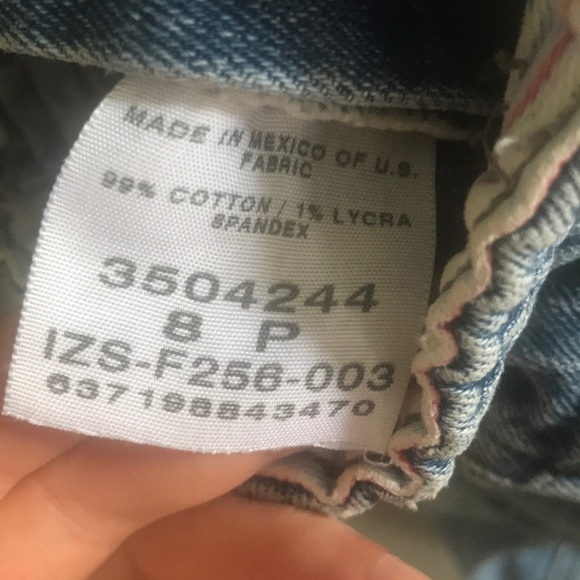 MADE IN MEXICO OF U.S.
FABRIC
99% COTTON / 1% LYCRA
SPANDEX
3504244
8 P
IZS-F256-003
637198843470